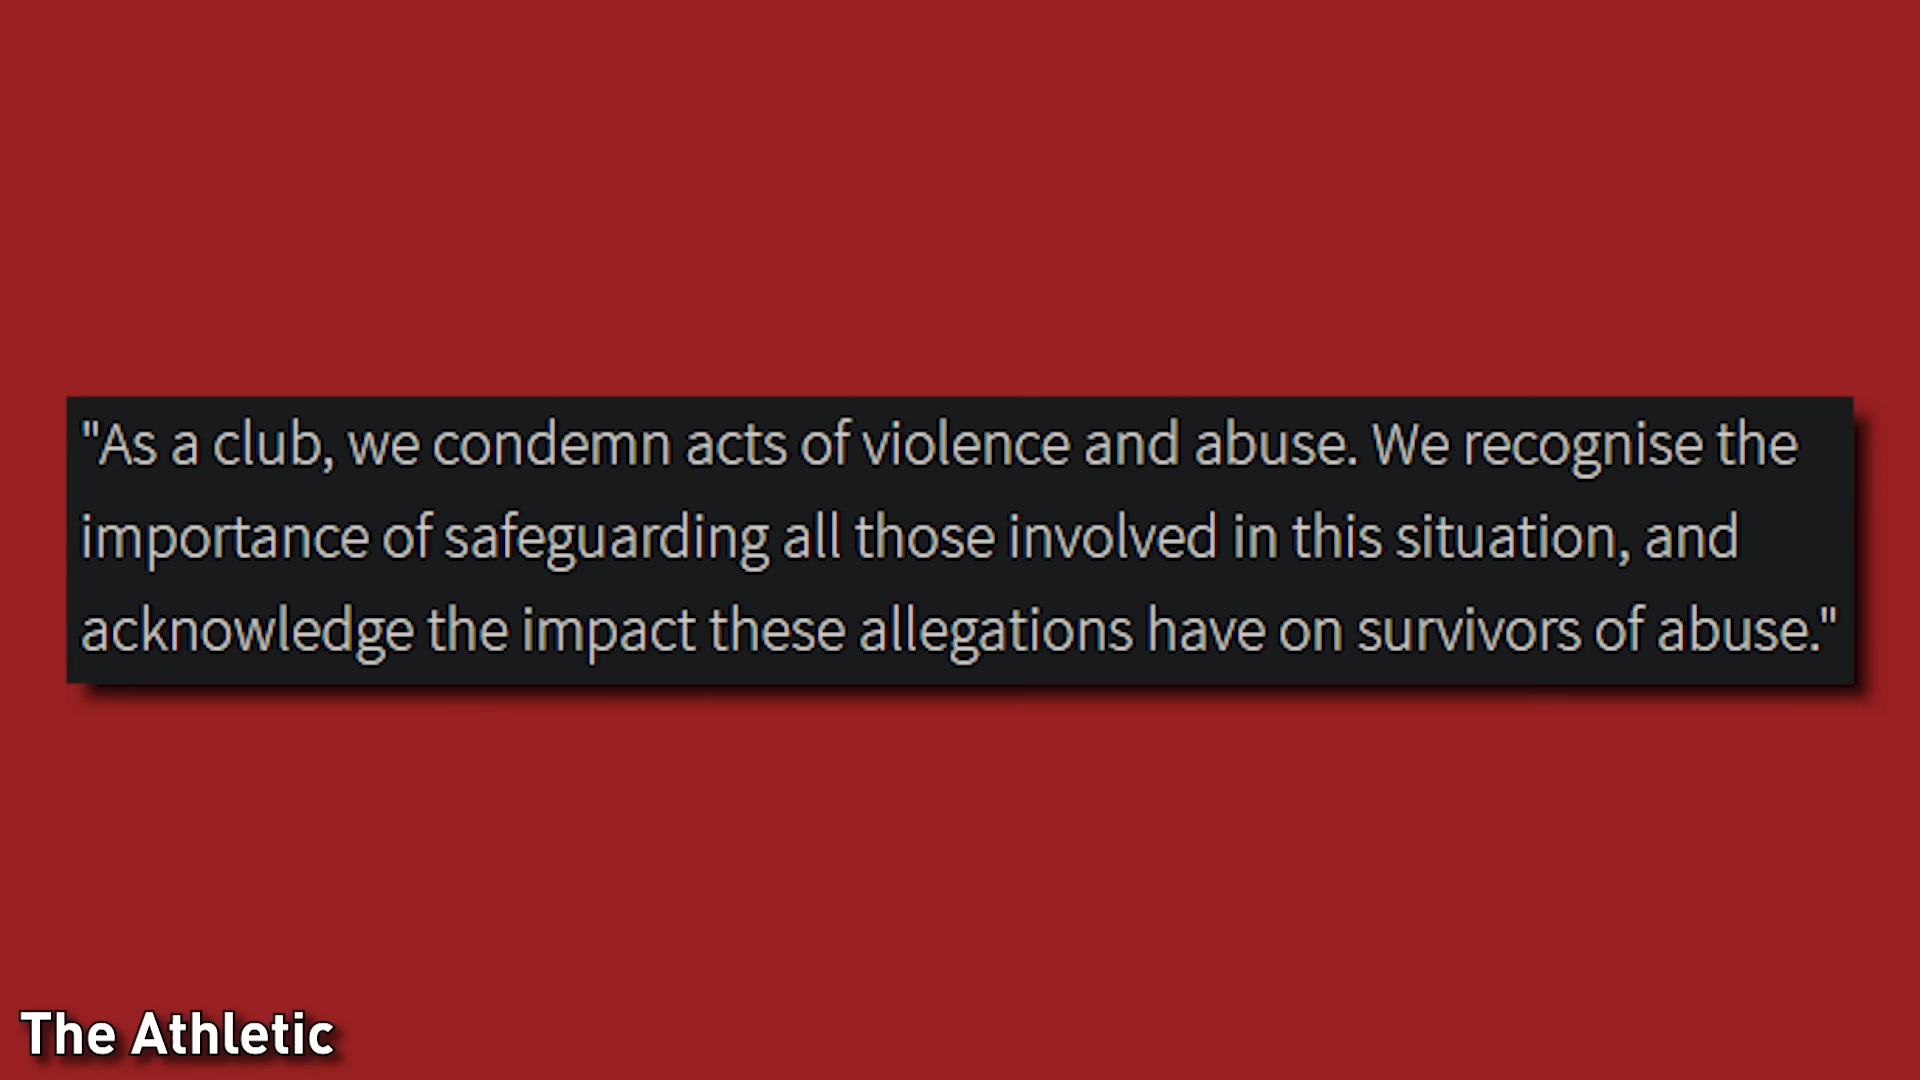 "As a club, we condemn acts of violence and abuse. We recognise the
importance of safeguarding all those involved in this situation, and
acknowledge the impact these allegations have on survivors of abuse."
The Athletic